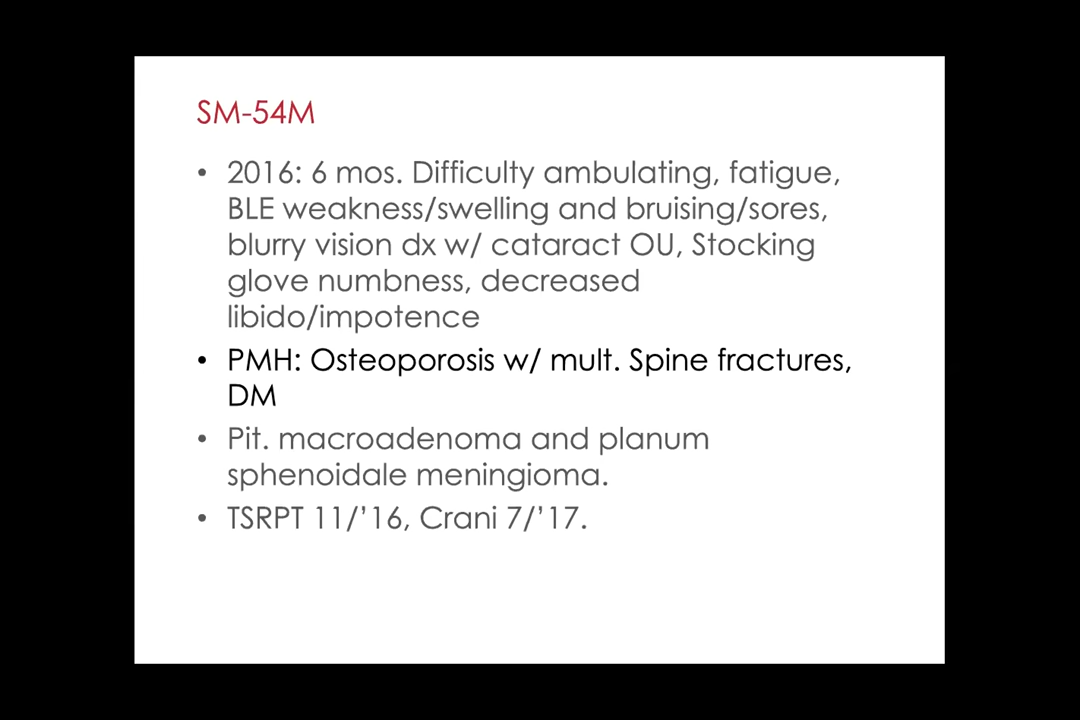 SM-54M
• 2016: 6 mos. Difficulty ambulating, fatigue,
BLE weakness/swelling and bruising/sores,
blurry vision dx w/ cataract OU, Stocking
glove numbness, decreased
libido/impotence
• PMH: Osteoporosis w/ mult. Spine fractures,
DM
• Pit. macroadenoma and planum
sphenoidale meningioma.
• TSRPT 11/’16, Crani 7/’17.